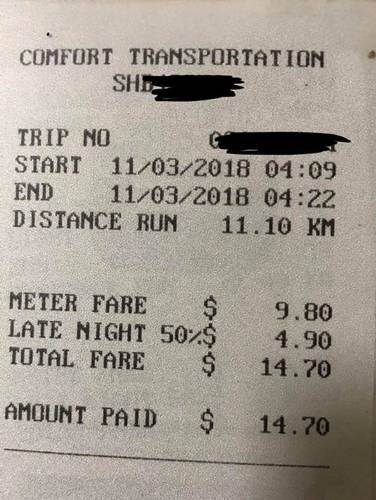 COMFORT TRANSPORTATION
TRIP NO
START 11/03/2018 04:09
END 11/03/2018 04:22
DISTANCE RUN 11.10 KM
METER FARE $ 9.80
LATE NIGHT 50%$ 4.90
TOTAL FARE $ 14.70
AMOUNT PAID $ 14.70